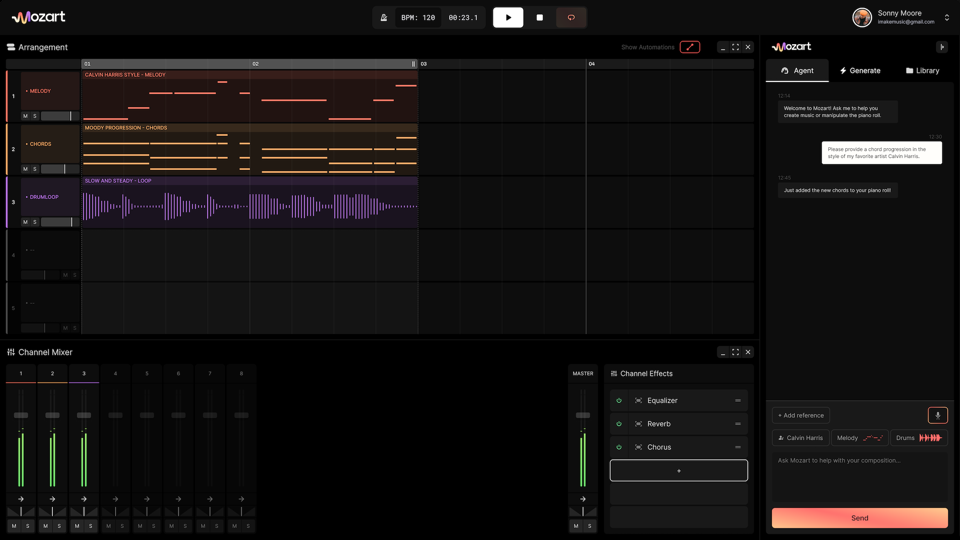 Mozart
BPM: 120
00:23.1
Sonny Moore
imakemusic@gmail.com
Arrangement
Show Automations
01
02
03
04
1
MELODY
M S
CALVIN HARRIS STYLE - MELODY
2
CHORDS
M S
MOODY PROGRESSION - CHORDS
3
DRUMLOOP
M S
SLOW AND STEADY - LOOP
4
M S
5
M S
Channel Mixer
1
2
3
4
5
6
7
8
MASTER
M S
M S
M S
M S
M S
M S
M S
M S
M S
Channel Effects
Equalizer
Reverb
Chorus
+
Mozart
Agent
Generate
Library
12:14
Welcome to Mozart! Ask me to help you
create music or manipulate the piano roll.
12:30
Please provide a chord progression in the
style of my favorite artist Calvin Harris.
Just added the new chords to your piano roll!
+ Add reference
Calvin Harris
Melody
Drums
Ask Mozart to help with your composition...
Send